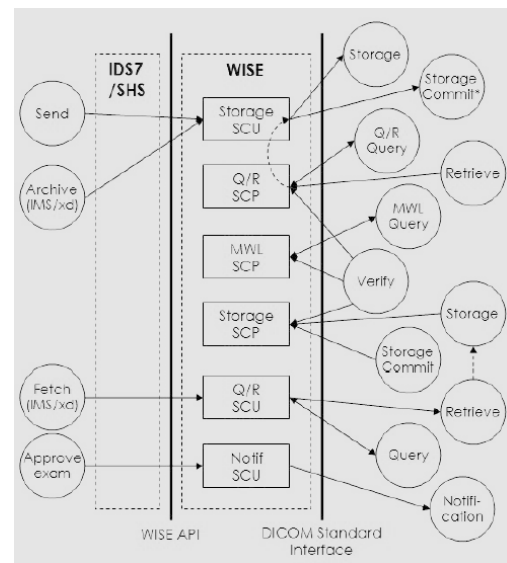 IDS7
/SHS
WISE
Storage
Storage
Commit*
Send
Storage
SCU
Q/R
Query
Archive
(IMS/xd)
Q/R
SCP
Retrieve
MWL
Query
MWL
SCP
Verify
Storage
SCP
Storage
Storage
Commit
Fetch
(IMS/xd)
Q/R
SCU
Retrieve
Query
Approve
exam
Notif
SCU
Notifi-
cation
WISE API
DICOM Standard
Interface